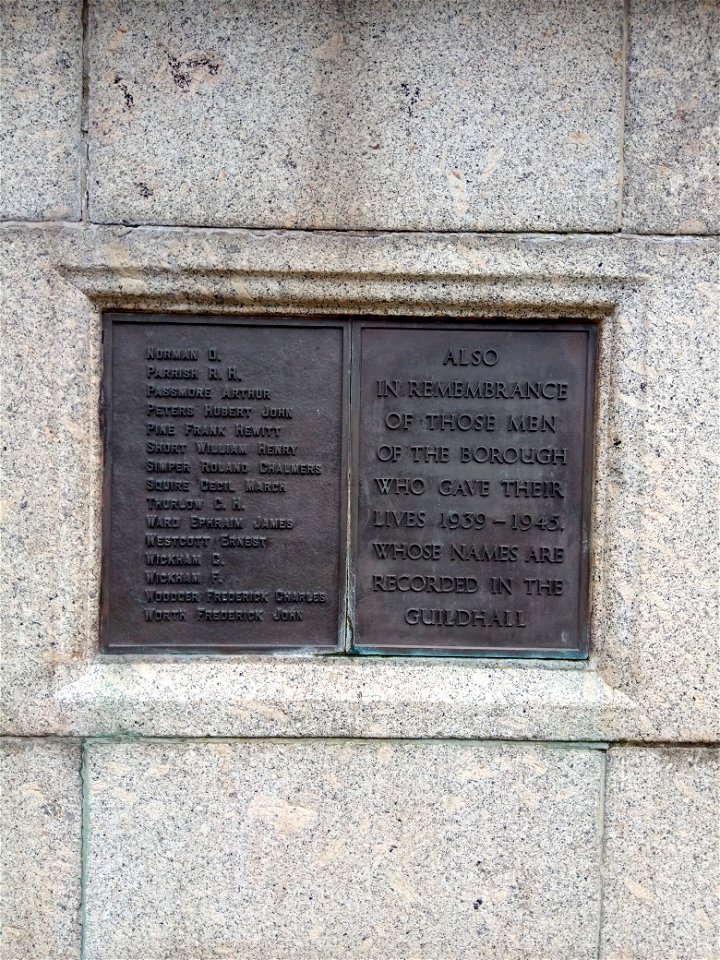 NORMAN O.
PARRISH R. H.
PASSMORE ARTHUR
PETERS HUBERT JOHN
PINE FRANK HEWITT
SHORT WILLIAM HENRY
SIMPER ROLAND CHALMERS
SQUIRE CECIL MARCH
THURLOW C. H.
WARD EPHRAIM JAMES
WESTCOTT ERNEST
WICKHAM G.
WICKHAM F.
WOODGER FREDERICK CHARLES
WORTH FREDERICK JOHN
ALSO
IN REMEMBRANCE
OF THOSE MEN
OF THE BOROUGH
WHO GAVE THEIR
LIVES 1939-1945.
WHOSE NAMES ARE
RECORDED IN THE
GUILDHALL